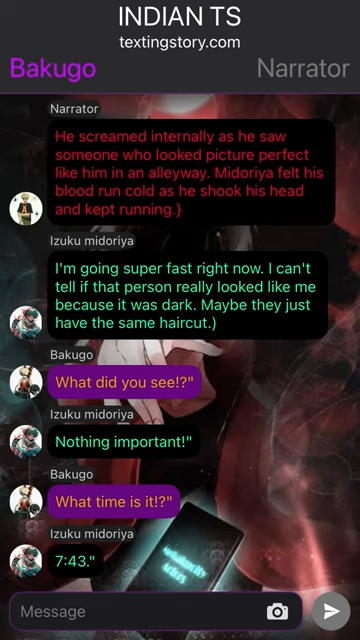 INDIAN TS
textingstory.com
Bakugo
Narrator
Narrator
He screamed internally as he saw
someone who looked picture perfect
like him in an alleyway. Midoriya felt his
blood run cold as he shook his head
and kept running.}
Izuku midoriya
I'm going super fast right now. I can't
tell if that person really looked like me
because it was dark. Maybe they just
have the same haircut.)
Bakugo
What did you see!?"
Izuku midoriya
Nothing important!"
Bakugo
What time is it!?"
Izuku midoriya
7:43."
Message